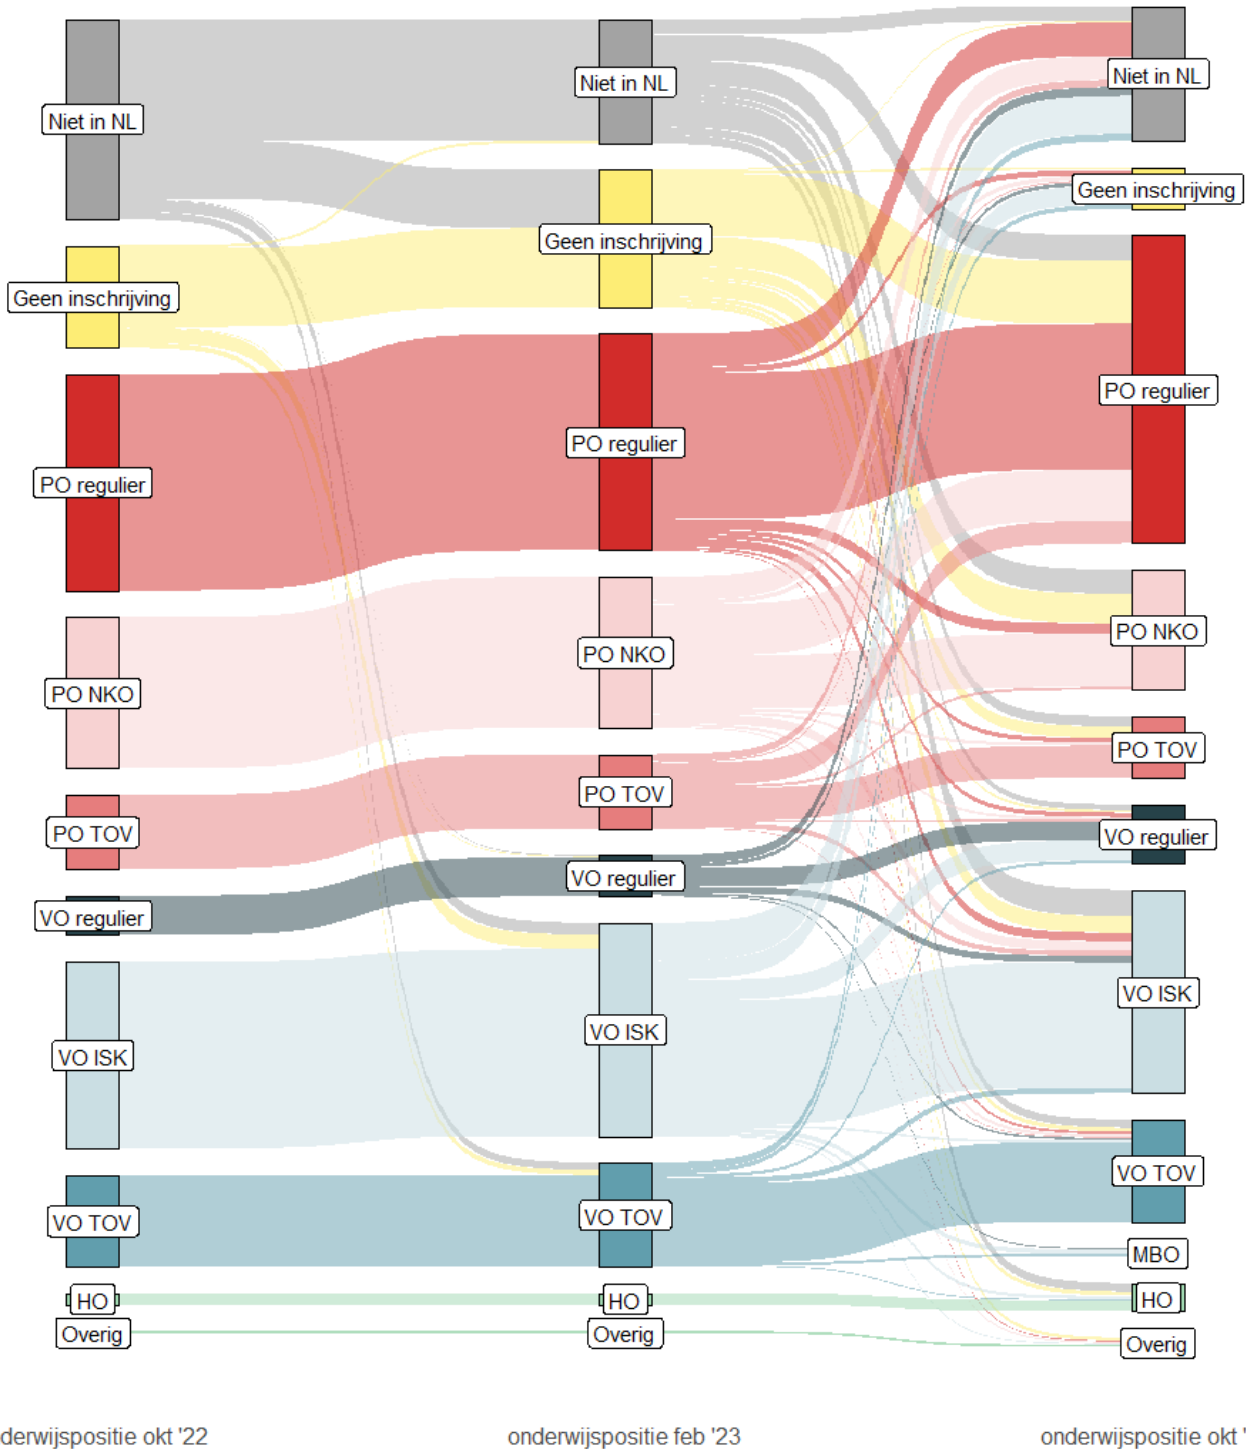 Niet in NL
Geen inschrijving
PO regulier
PO NKO
PO TOV
VO regulier
VO ISK
VO TOV
HO
Overig
Niet in NL
Geen inschrijving
PO regulier
PO NKO
PO TOV
VO regulier
VO ISK
VO TOV
HO
Overig
Niet in NL
Geen inschrijving
PO regulier
PO NKO
PO TOV
VO regulier
VO ISK
VO TOV
MBO
HO
Overig
derwijspositie okt '22
onderwijspositie feb '23
onderwijspositie okt '